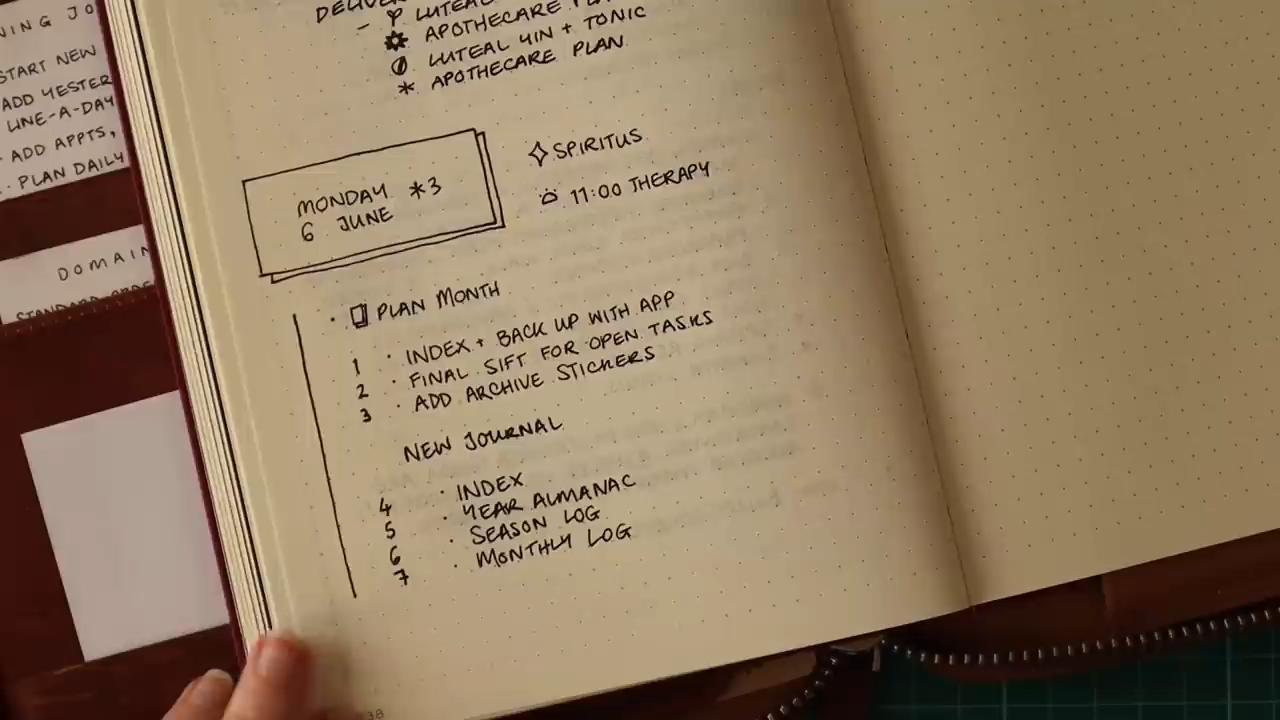 START NEW
ADD YESTER
LINE-A-DAY
ADD APPTS,
PLAN DAILY
DOMAIN
LUTEAL
APOTHECARE
LUTEAL YIN + TONIC
* APOTHECARE PLAN
MONDAY *3
6 JUNE
SPIRITUS
11:00 THERAPY
· PLAN MONTH
1 · INDEX + BACK UP WITH APP
2 · FINAL SIFT FOR OPEN TASKS
3 · ADD ARCHIVE STICKERS
NEW JOURNAL
4 · INDEX
5 · YEAR ALMANAC
6 · SEASON LOG
7 · MONTHLY LOG